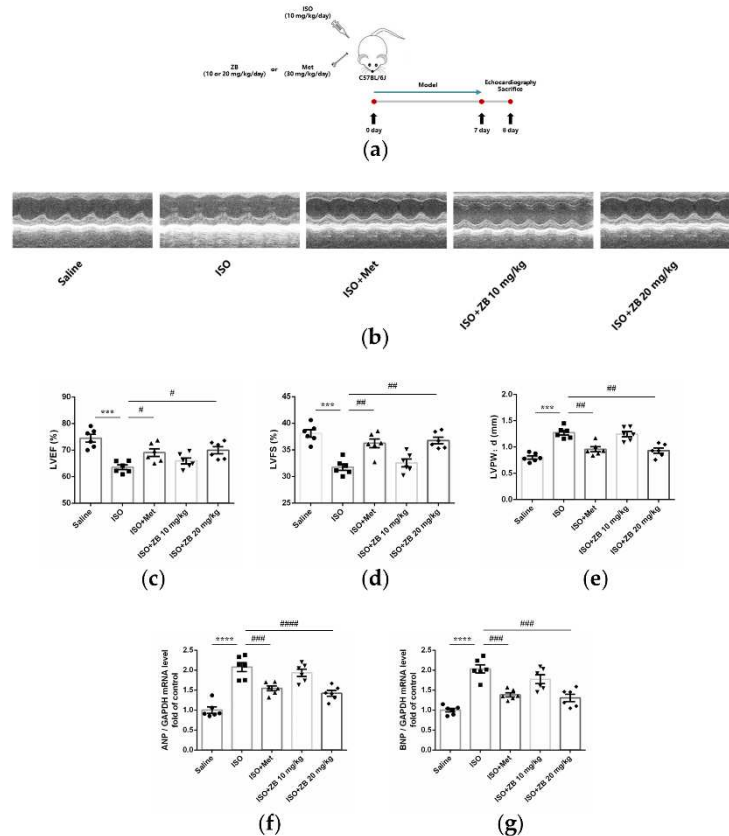 ISO
(10 mg/kg/day)
ZB or Met
(10 or 20 mg/kg/day) (30 mg/kg/day)
C57BL/6J
Model
Echocardiography
Sacrifice
0 day
7 day
8 day
(a)
Saline
ISO
ISO+Met
ISO+ZB 10 mg/kg
ISO+ZB 20 mg/kg
(b)
LVEF (%)
90
80
70
60
50
***
#
#
Saline
ISO
ISO+Met
ISO+ZB 10 mg/kg
ISO+ZB 20 mg/kg
(c)
LVFS (%)
45
40
35
30
25
***
##
##
Saline
ISO
ISO+Met
ISO+ZB 10 mg/kg
ISO+ZB 20 mg/kg
(d)
LVPW; d (mm)
2.0
1.5
1.0
0.5
0.0
***
##
##
Saline
ISO
ISO+Met
ISO+ZB 10 mg/kg
ISO+ZB 20 mg/kg
(e)
ANP / GAPDH mRNA level
fold of control
2.5
2.0
1.5
1.0
0.5
0.0
****
###
####
Saline
ISO
ISO+Met
ISO+ZB 10 mg/kg
ISO+ZB 20 mg/kg
(f)
BNP / GAPDH mRNA level
fold of control
2.5
2.0
1.5
1.0
0.5
0.0
****
###
###
Saline
ISO
ISO+Met
ISO+ZB 10 mg/kg
ISO+ZB 20 mg/kg
(g)